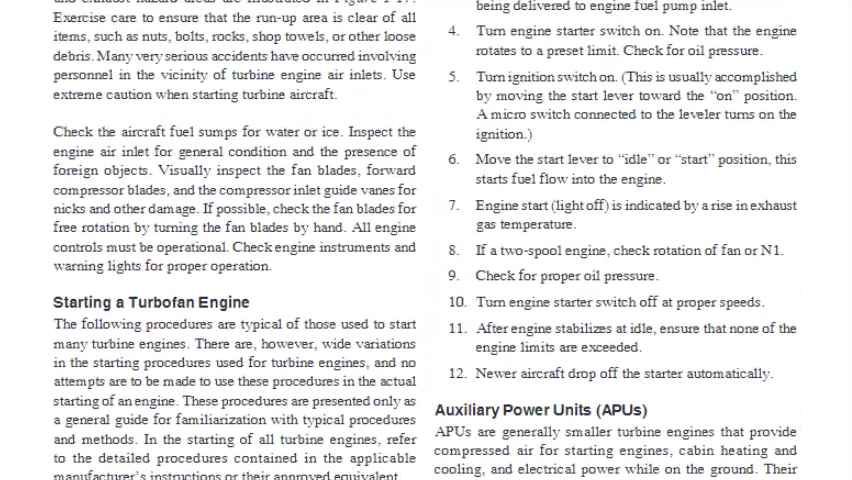 and exhaust hazard areas are illustrated in Figure 1-17.
Exercise care to ensure that the run-up area is clear of all
items, such as nuts, bolts, rocks, shop towels, or other loose
debris. Many very serious accidents have occurred involving
personnel in the vicinity of turbine engine air inlets. Use
extreme caution when starting turbine aircraft.
Check the aircraft fuel sumps for water or ice. Inspect the
engine air inlet for general condition and the presence of
foreign objects. Visually inspect the fan blades, forward
compressor blades, and the compressor inlet guide vanes for
nicks and other damage. If possible, check the fan blades for
free rotation by turning the fan blades by hand. All engine
controls must be operational. Check engine instruments and
warning lights for proper operation.
Starting a Turbofan Engine
The following procedures are typical of those used to start
many turbine engines. There are, however, wide variations
in the starting procedures used for turbine engines, and no
attempts are to be made to use these procedures in the actual
starting of an engine. These procedures are presented only as
a general guide for familiarization with typical procedures
and methods. In the starting of all turbine engines, refer
to the detailed procedures contained in the applicable
manufacturer's instructions or their approved equivalent.
being delivered to engine fuel pump inlet.
4. Turn engine starter switch on. Note that the engine
rotates to a preset limit. Check for oil pressure.
5. Turn ignition switch on. (This is usually accomplished
by moving the start lever toward the “on” position.
A micro switch connected to the leveler turns on the
ignition.)
6. Move the start lever to “idle” or “start” position, this
starts fuel flow into the engine.
7. Engine start (light off) is indicated by a rise in exhaust
gas temperature.
8. If a two-spool engine, check rotation of fan or N1.
9. Check for proper oil pressure.
10. Turn engine starter switch off at proper speeds.
11. After engine stabilizes at idle, ensure that none of the
engine limits are exceeded.
12. Newer aircraft drop off the starter automatically.
Auxiliary Power Units (APUs)
APUs are generally smaller turbine engines that provide
compressed air for starting engines, cabin heating and
cooling, and electrical power while on the ground. Their